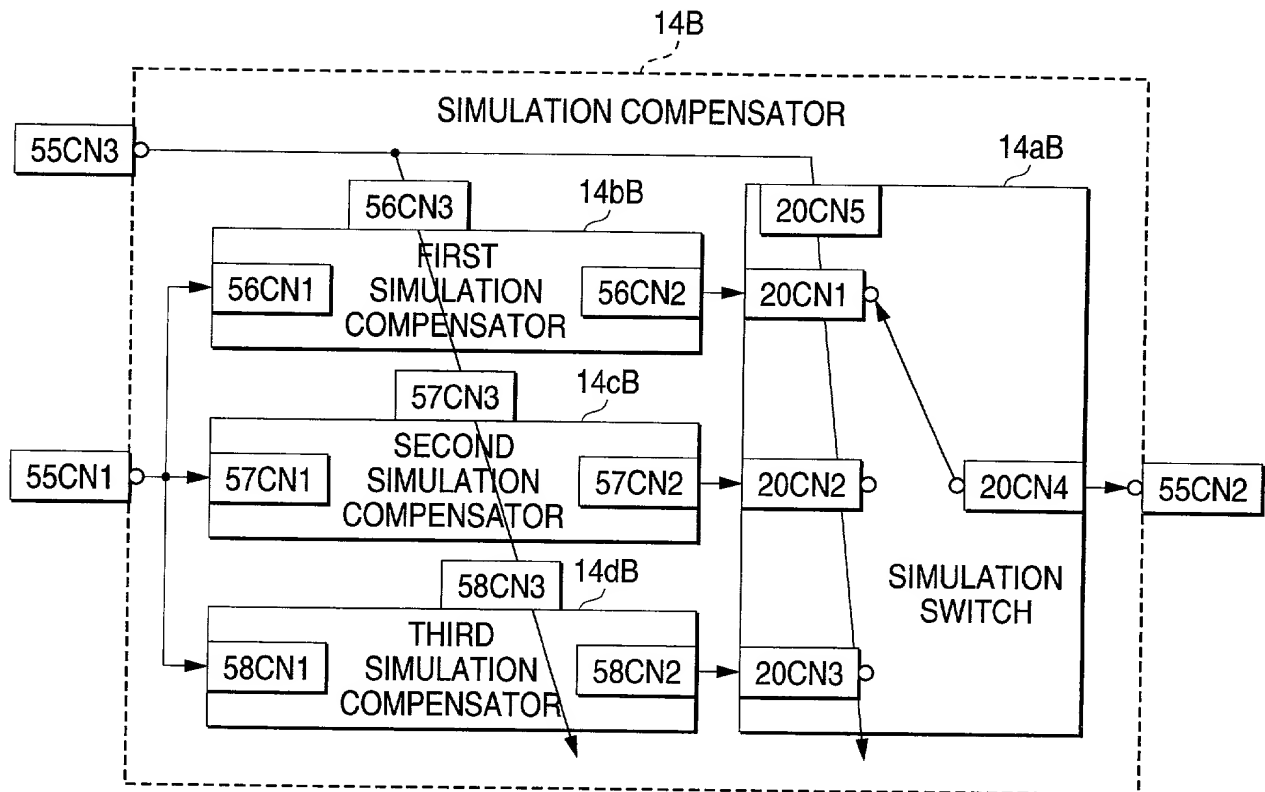 14B
SIMULATION COMPENSATOR
55CN3
14aB
56CN3
14bB
20CN5
FIRST
SIMULATION
COMPENSATOR
56CN1
56CN2
20CN1
57CN3
14cB
SECOND
SIMULATION
COMPENSATOR
55CN1
57CN1
57CN2
20CN2
20CN4
55CN2
58CN3
14dB
SIMULATION
SWITCH
THIRD
SIMULATION
COMPENSATOR
58CN1
58CN2
20CN3